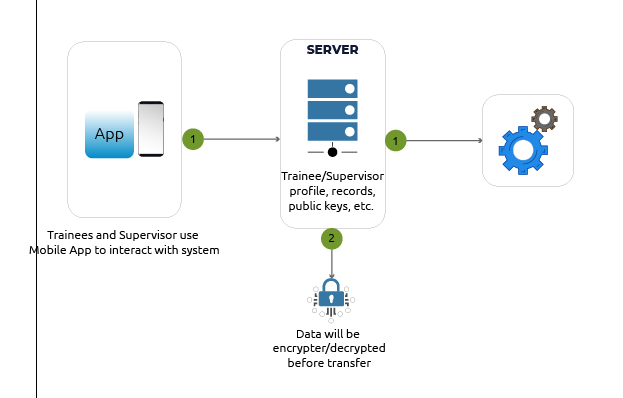 SERVER
App
1
1
Trainee/Supervisor
profile, records,
public keys, etc.
Trainees and Supervisor use
Mobile App to interact with system
2
Data will be
encrypter/decrypted
before transfer